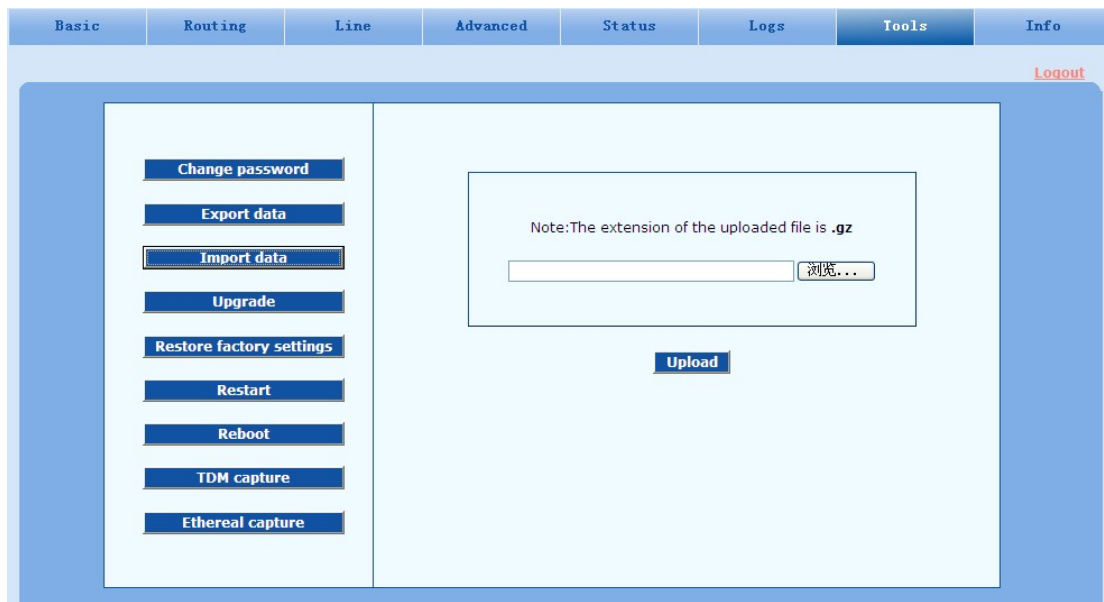 Basic Routing Line Advanced Status Logs Tools Info
Logout
Change password
Export data
Import data
Upgrade
Restore factory settings
Restart
Reboot
TDM capture
Ethereal capture
Note:The extension of the uploaded file is .gz
浏览...
Upload